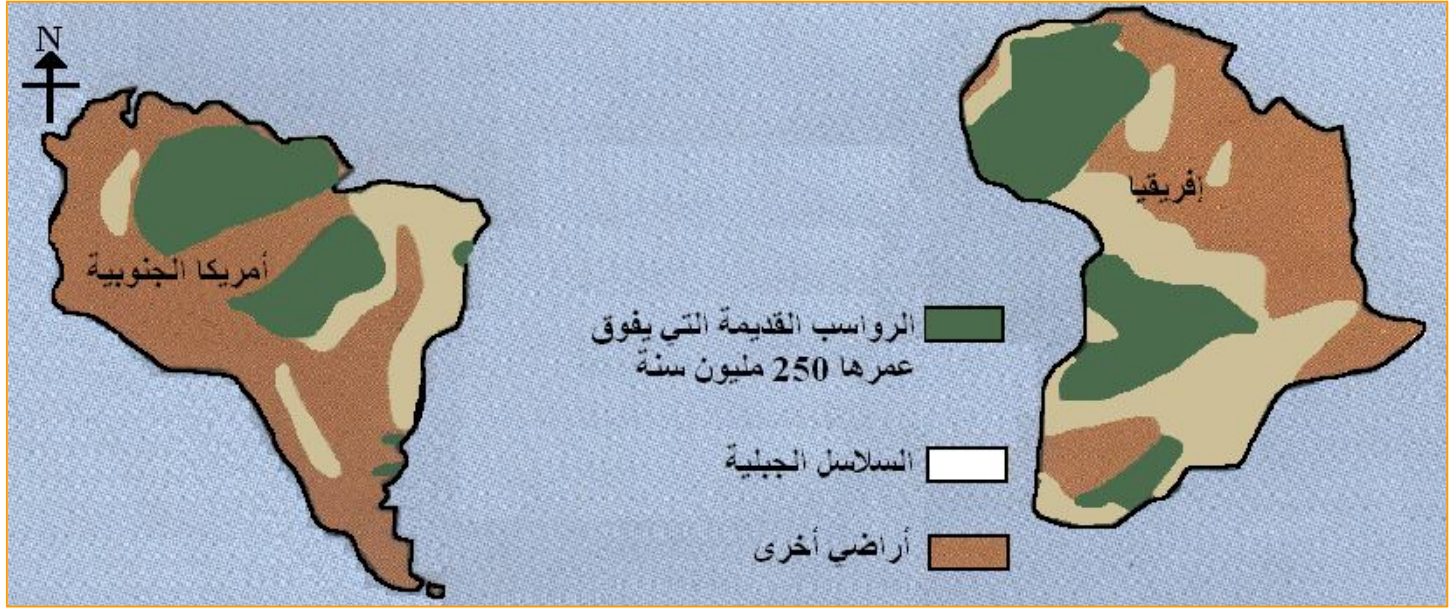 N
إفريقيا
أمريكا الجنوبية
الرواسب القديمة التي يفوق
عمرها 250 مليون سنة
السلاسل الجبلية
أراضي أخرى